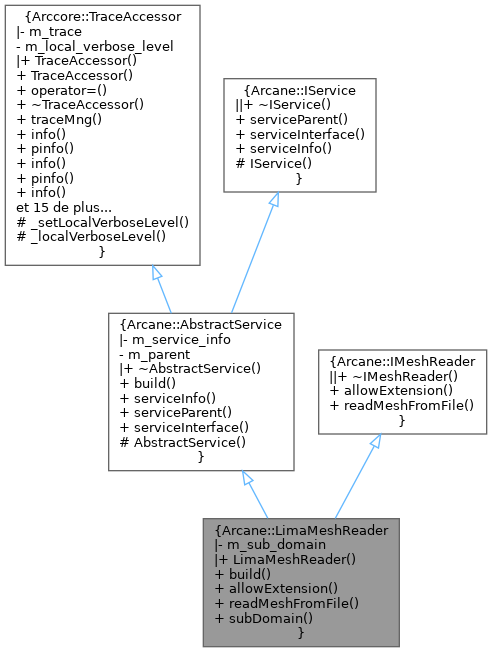 {Arccore::TraceAccessor
|- m_trace
- m_local_verbose_level
|+ TraceAccessor()
+ TraceAccessor()
+ operator=()
+ ~TraceAccessor()
+ traceMng()
+ info()
+ pinfo()
+ info()
+ pinfo()
+ info()
et 15 de plus...
# _setLocalVerboseLevel()
# _localVerboseLevel()
}
{Arcane::IService
||+ ~IService()
+ serviceParent()
+ serviceInterface()
+ serviceInfo()
# IService()
}
{Arcane::AbstractService
|- m_service_info
- m_parent
|+ ~AbstractService()
+ build()
+ serviceInfo()
+ serviceParent()
+ serviceInterface()
# AbstractService()
}
{Arcane::IMeshReader
||+ ~IMeshReader()
+ allowExtension()
+ readMeshFromFile()
}
{Arcane::LimaMeshReader
|- m_sub_domain
|+ LimaMeshReader()
+ build()
+ allowExtension()
+ readMeshFromFile()
+ subDomain()
}